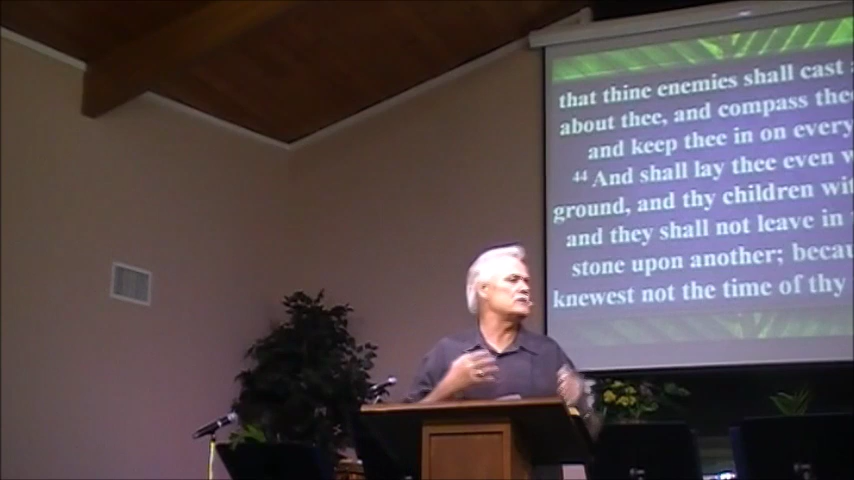 that thine enemies shall cast
about thee, and compass thee
and keep thee in on every
44 And shall lay thee even
ground, and thy children
and they shall not leave in
stone upon another;
knewest not the time of thy